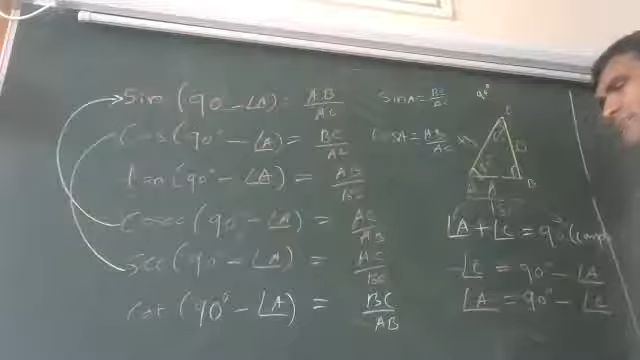 Sin (90 - ∠A) = AB/AC
Cos (90° - ∠A) = BC/AC
tan (90° - ∠A) = AB/BC
Cosec (90° - ∠A) = AC/AB
Sec (90 - ∠A) = AC/BC
Cot (90° - ∠A) = BC/AB
SinA = BC/AC
CosA = AB/AC
90°
C
B
∠A + ∠C = 90°
∠C = 90° - ∠A
∠A = 90° - ∠C